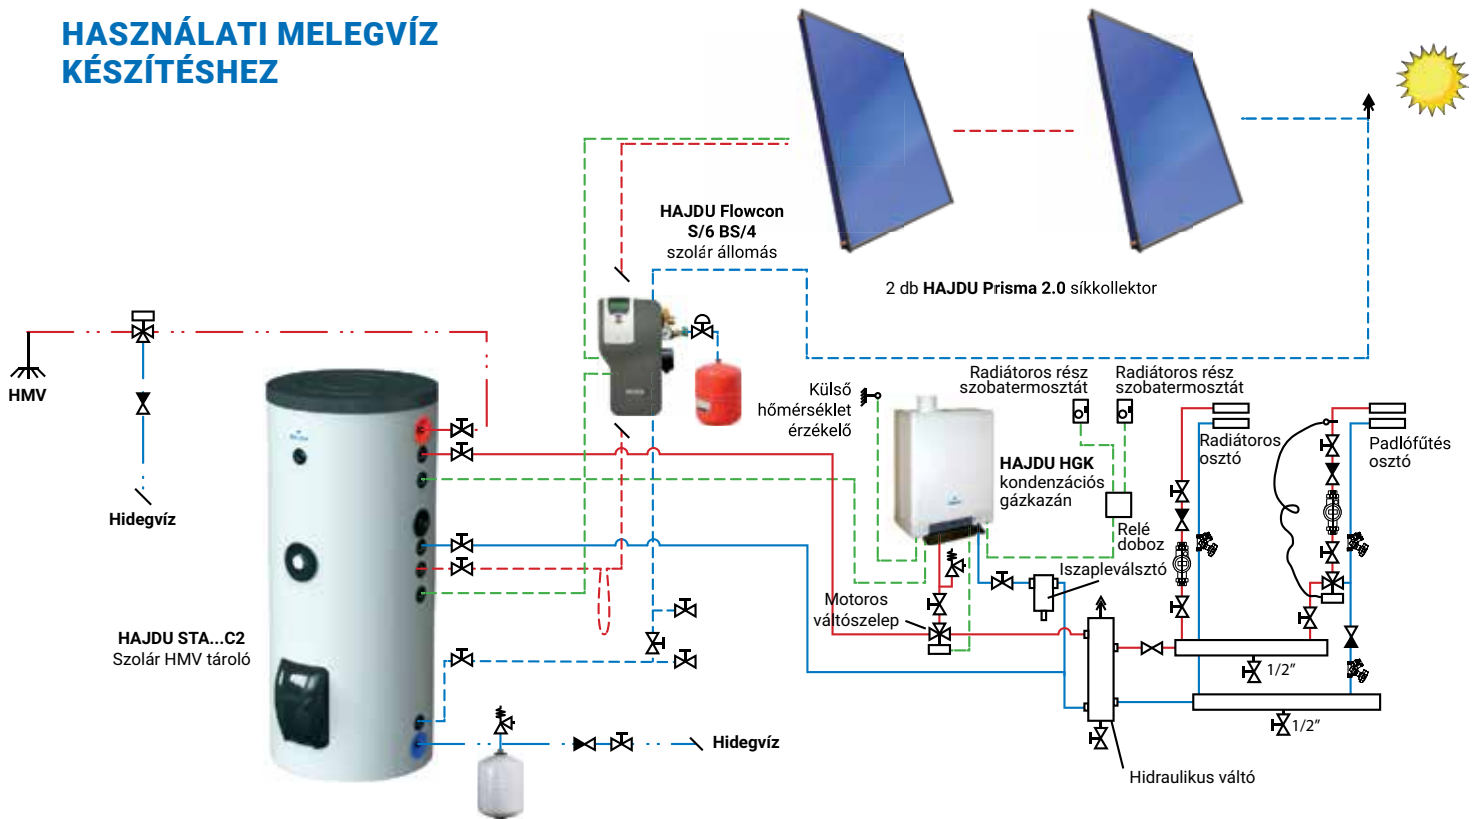 HASZNÁLATI MELEGVÍZ
KÉSZÍTÉSHEZ
HAJDU Flowcon
S/6 BS/4
szolár állomás
2 db HAJDU Prisma 2.0 síkkollektor
HMV
Hidegvíz
Külső
hőmérséklet
érzékelő
Radiátoros rész
szobatermosztát
Radiátoros rész
szobatermosztát
HAJDU HGK
kondenzációs
gázkazán
Relé
doboz
Radiátoros
osztó
Padlófűtés
osztó
Iszapleválsztó
Motoros
váltószelep
HAJDU STA...C2
Szolár HMV tároló
1/2”
1/2”
Hidegvíz
Hidraulikus váltó